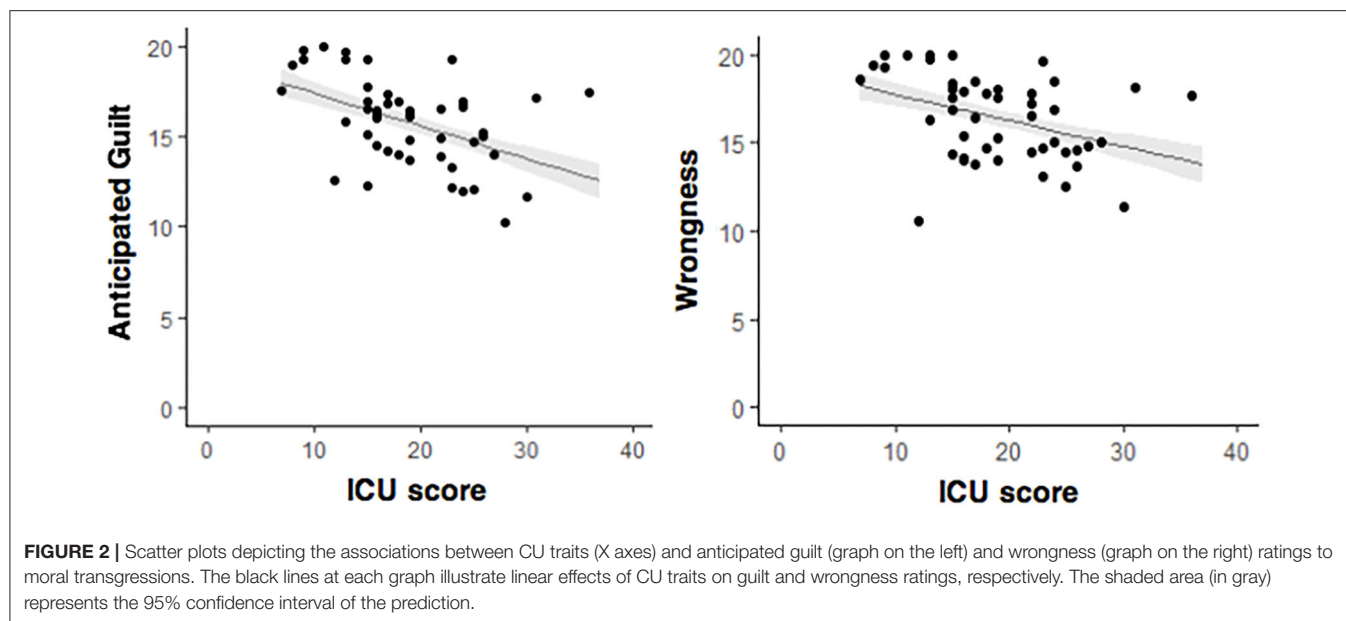 Anticipated Guilt
20
15
10
5
0
0 10 20 30 40
ICU score
Wrongness
20
15
10
5
0
0 10 20 30 40
ICU score
FIGURE 2 | Scatter plots depicting the associations between CU traits (X axes) and anticipated guilt (graph on the left) and wrongness (graph on the right) ratings to
moral transgressions. The black lines at each graph illustrate linear effects of CU traits on guilt and wrongness ratings, respectively. The shaded area (in gray)
represents the 95% confidence interval of the prediction.